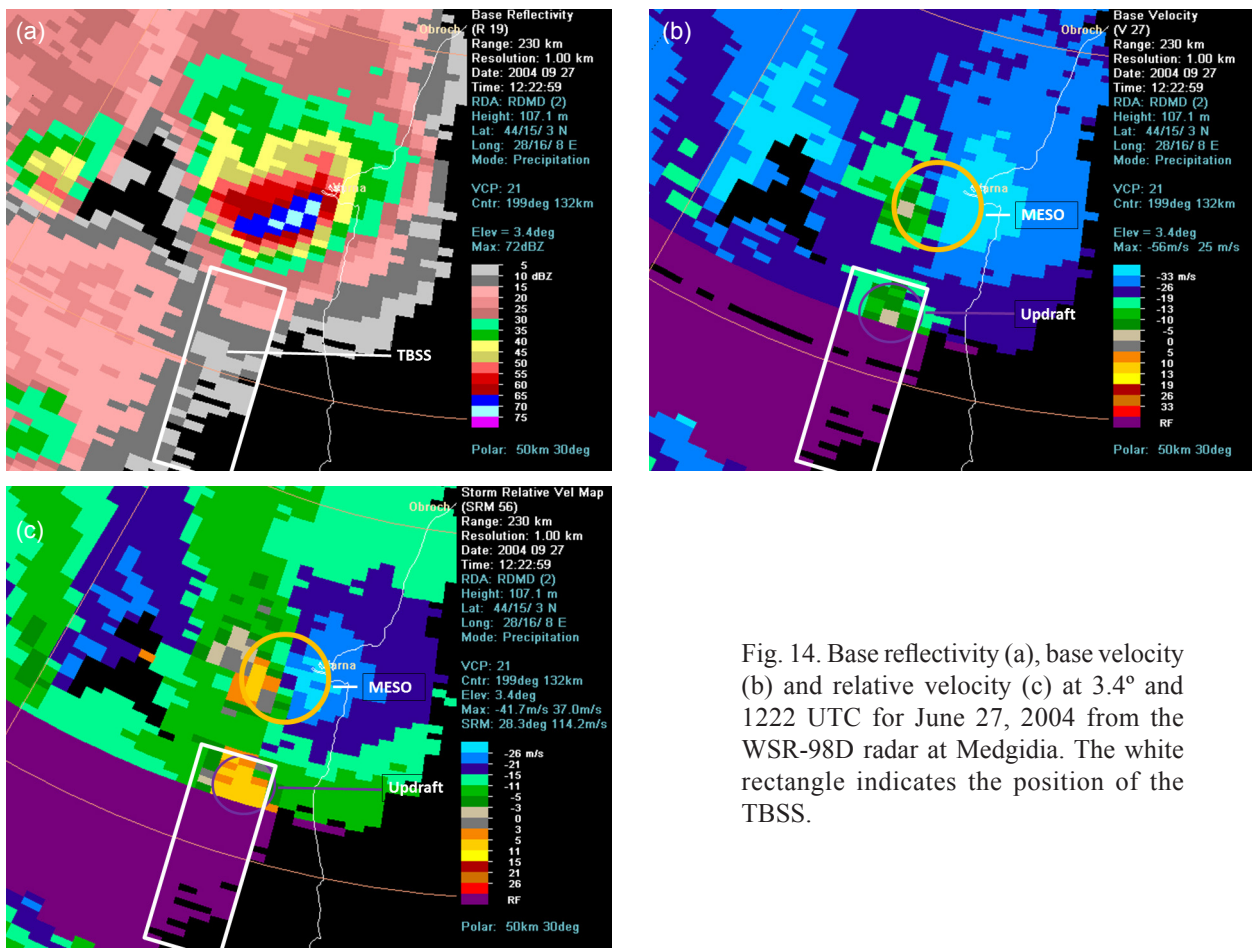 (a)
Obroch
Base Reflectivity
(R 19)
Range: 230 km
Resolution: 1.00 km
Date: 2004 09 27
Time: 12:22:59
RDA: RDMD (2)
Height: 107.1 m
Lat: 44/15/ 3 N
Long: 28/16/ 8 E
Mode: Precipitation
VCP: 21
Cntr: 199deg 132km
Elev = 3.4deg
Max: 72dBZ
5
10 dBZ
15
20
25
30
35
40
45
50
55
60
65
70
75
Polar: 50km 30deg
TBSS
(b)
Obroch
Base Velocity
(V 27)
Range: 230 km
Resolution: 1.00 km
Date: 2004 09 27
Time: 12:22:59
RDA: RDMD (2)
Height: 107.1 m
Lat: 44/15/ 3 N
Long: 28/16/ 8 E
Mode: Precipitation
VCP: 21
Cntr: 199deg 132km
Elev = 3.4deg
Max: -56m/s 25 m/s
-33 m/s
-26
-19
-13
-10
0
5
10
13
19
26
33
RF
Polar: 50km 30deg
MESO
Updraft
(c)
Obroch
Storm Relative Vel Map
(SRM 56)
Range: 230 km
Resolution: 1.00 km
Date: 2004 09 27
Time: 12:22:59
RDA: RDMD (2)
Height: 107.1 m
Lat: 44/15/ 3 N
Long: 28/16/ 8 E
Mode: Precipitation
VCP: 21
Cntr: 199deg 132km
Elev: 3.4deg
Max: -41.7m/s 37.0m/s
SRM: 28.3deg 114.2m/s
-26 m/s
-21
-15
-11
-5
-3
0
3
5
11
15
21
26
RF
Polar: 50km 30deg
MESO
Updraft
Fig. 14. Base reflectivity (a), base velocity
(b) and relative velocity (c) at 3.4º and
1222 UTC for June 27, 2004 from the
WSR-98D radar at Medgidia. The white
rectangle indicates the position of the
TBSS.